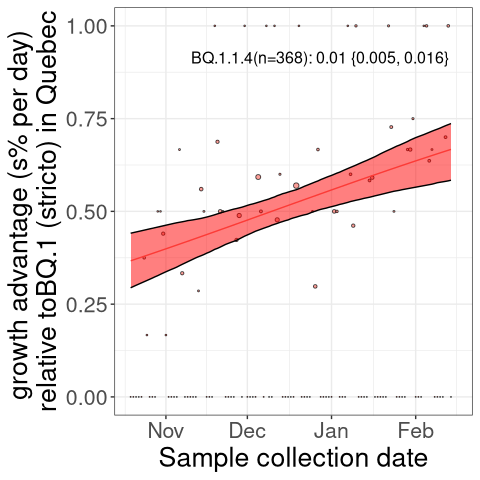 growth advantage (s% per day)
relative toBQ.1 (stricto) in Quebec
1.00
0.75
0.50
0.25
0.00
BQ.1.1.4(n=368): 0.01 {0.005, 0.016}
Nov Dec Jan Feb
Sample collection date